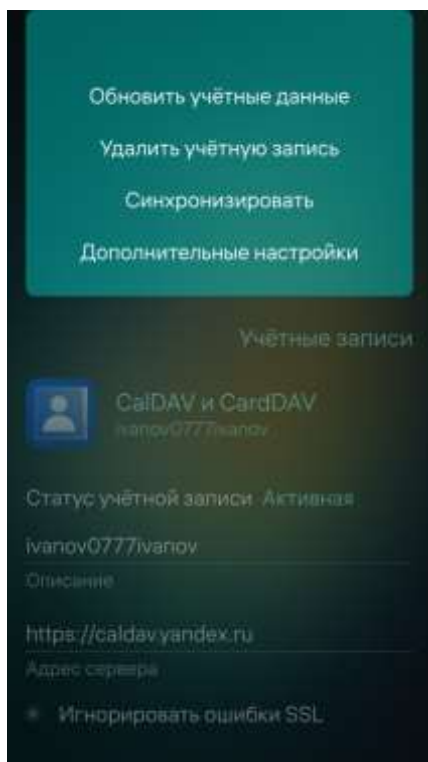 Обновить учётные данные
Удалить учётную запись
Синхронизировать
Дополнительные настройки
Учётные записи
CalDAV и CardDAV
ivanov0777ivanov
Статус учётной записи Активная
ivanov0777ivanov
Описание
https://caldav.yandex.ru
Адрес сервера
Игнорировать ошибки SSL